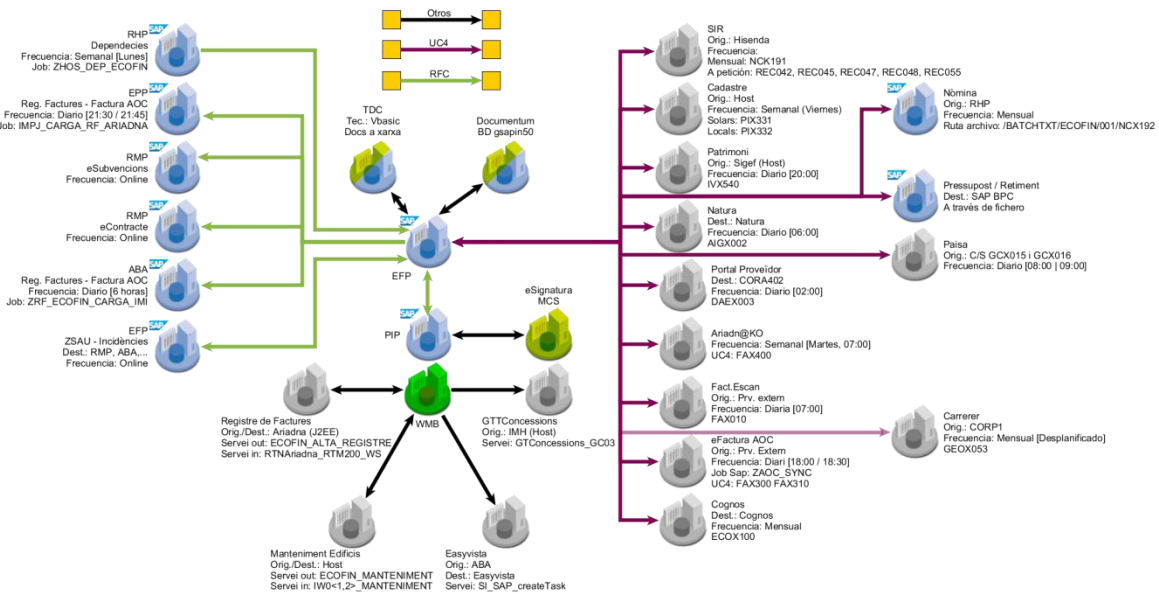 Otros
UC4
RFC
SAP
RHP
Dependecies
Frecuencia: Semanal [Lunes]
Job: ZHOS_DEP_ECOFIN
SAP
EPP
Reg. Factures - Factura AOC
Frecuencia: Diario [21:30 / 21:45]
Job: IMPJ_CARGA_RF_ARIADNA
SAP
RMP
eSubvencions
Frecuencia: Online
SAP
RMP
eContracte
Frecuencia: Online
SAP
ABA
Reg. Factures - Factura AOC
Frecuencia: Diario [6 horas]
Job: ZRF_ECOFIN_CARGA_IMI
SAP
EFP
ZSAU - Incidències
Dest.: RMP, ABA,...
Frecuencia: Online
TDC
Tec.: Vbasic
Docs a xarxa
Documentum
BD gsapin50
SAP
EFP
SAP
PIP
eSignatura
MCS
WMB
Registre de Factures
Orig./Dest.: Ariadna (J2EE)
Servei out: ECOFIN_ALTA_REGISTRE
Servei in: RTNAriadna_RTM200_WS
GTTConcessions
Orig.: IMH (Host)
Servei: GTConcessions_GC03
Manteniment Edificis
Orig./Dest.: Host
Servei out: ECOFIN_MANTENIMENT
Servei in: IW0<1,2>_MANTENIMENT
Easyvista
Orig.: ABA
Dest.: Easyvista
Servei: SI_SAP_createTask
SIR
Orig.: Hisenda
Frecuencia:
Mensual: NCK191
A petición: REC042, REC045, REC047, REC048, REC055
Cadastre
Orig.: Host
Frecuencia: Semanal (Viernes)
Solars: PIX331
Locals: PIX332
Patrimoni
Orig.: Sigef (Host)
Frecuencia: Diario [20:00]
IVX540
Natura
Dest.: Natura
Frecuencia: Diario [06:00]
AIGX002
Portal Proveïdor
Dest.: CORA402
Frecuencia: Diario [02:00]
DAEX003
Ariadn@KO
Frecuencia: Semanal [Martes, 07:00]
UC4: FAX400
Fact.Escan
Orig.: Prv. extern
Frecuencia: Diaria [07:00]
FAX010
eFactura AOC
Orig.: Prv. Extern
Frecuencia: Diari [18:00 / 18:30]
Job Sap: ZAOC_SYNC
UC4: FAX300 FAX310
Cognos
Dest.: Cognos
Frecuencia: Mensual
ECOX100
SAP
Nòmina
Orig.: RHP
Frecuencia: Mensual
Ruta archivo: /BATCHTXT/ECOFIN/001/NCX192
SAP
Pressupost / Retiment
Dest.: SAP BPC
A través de fichero
Paisa
Orig.: C/S GCX015 i GCX016
Frecuencia: Diario [08:00 | 09:00]
Carrerer
Orig.: CORP1
Frecuencia: Mensual [Desplanificado]
GEOX053